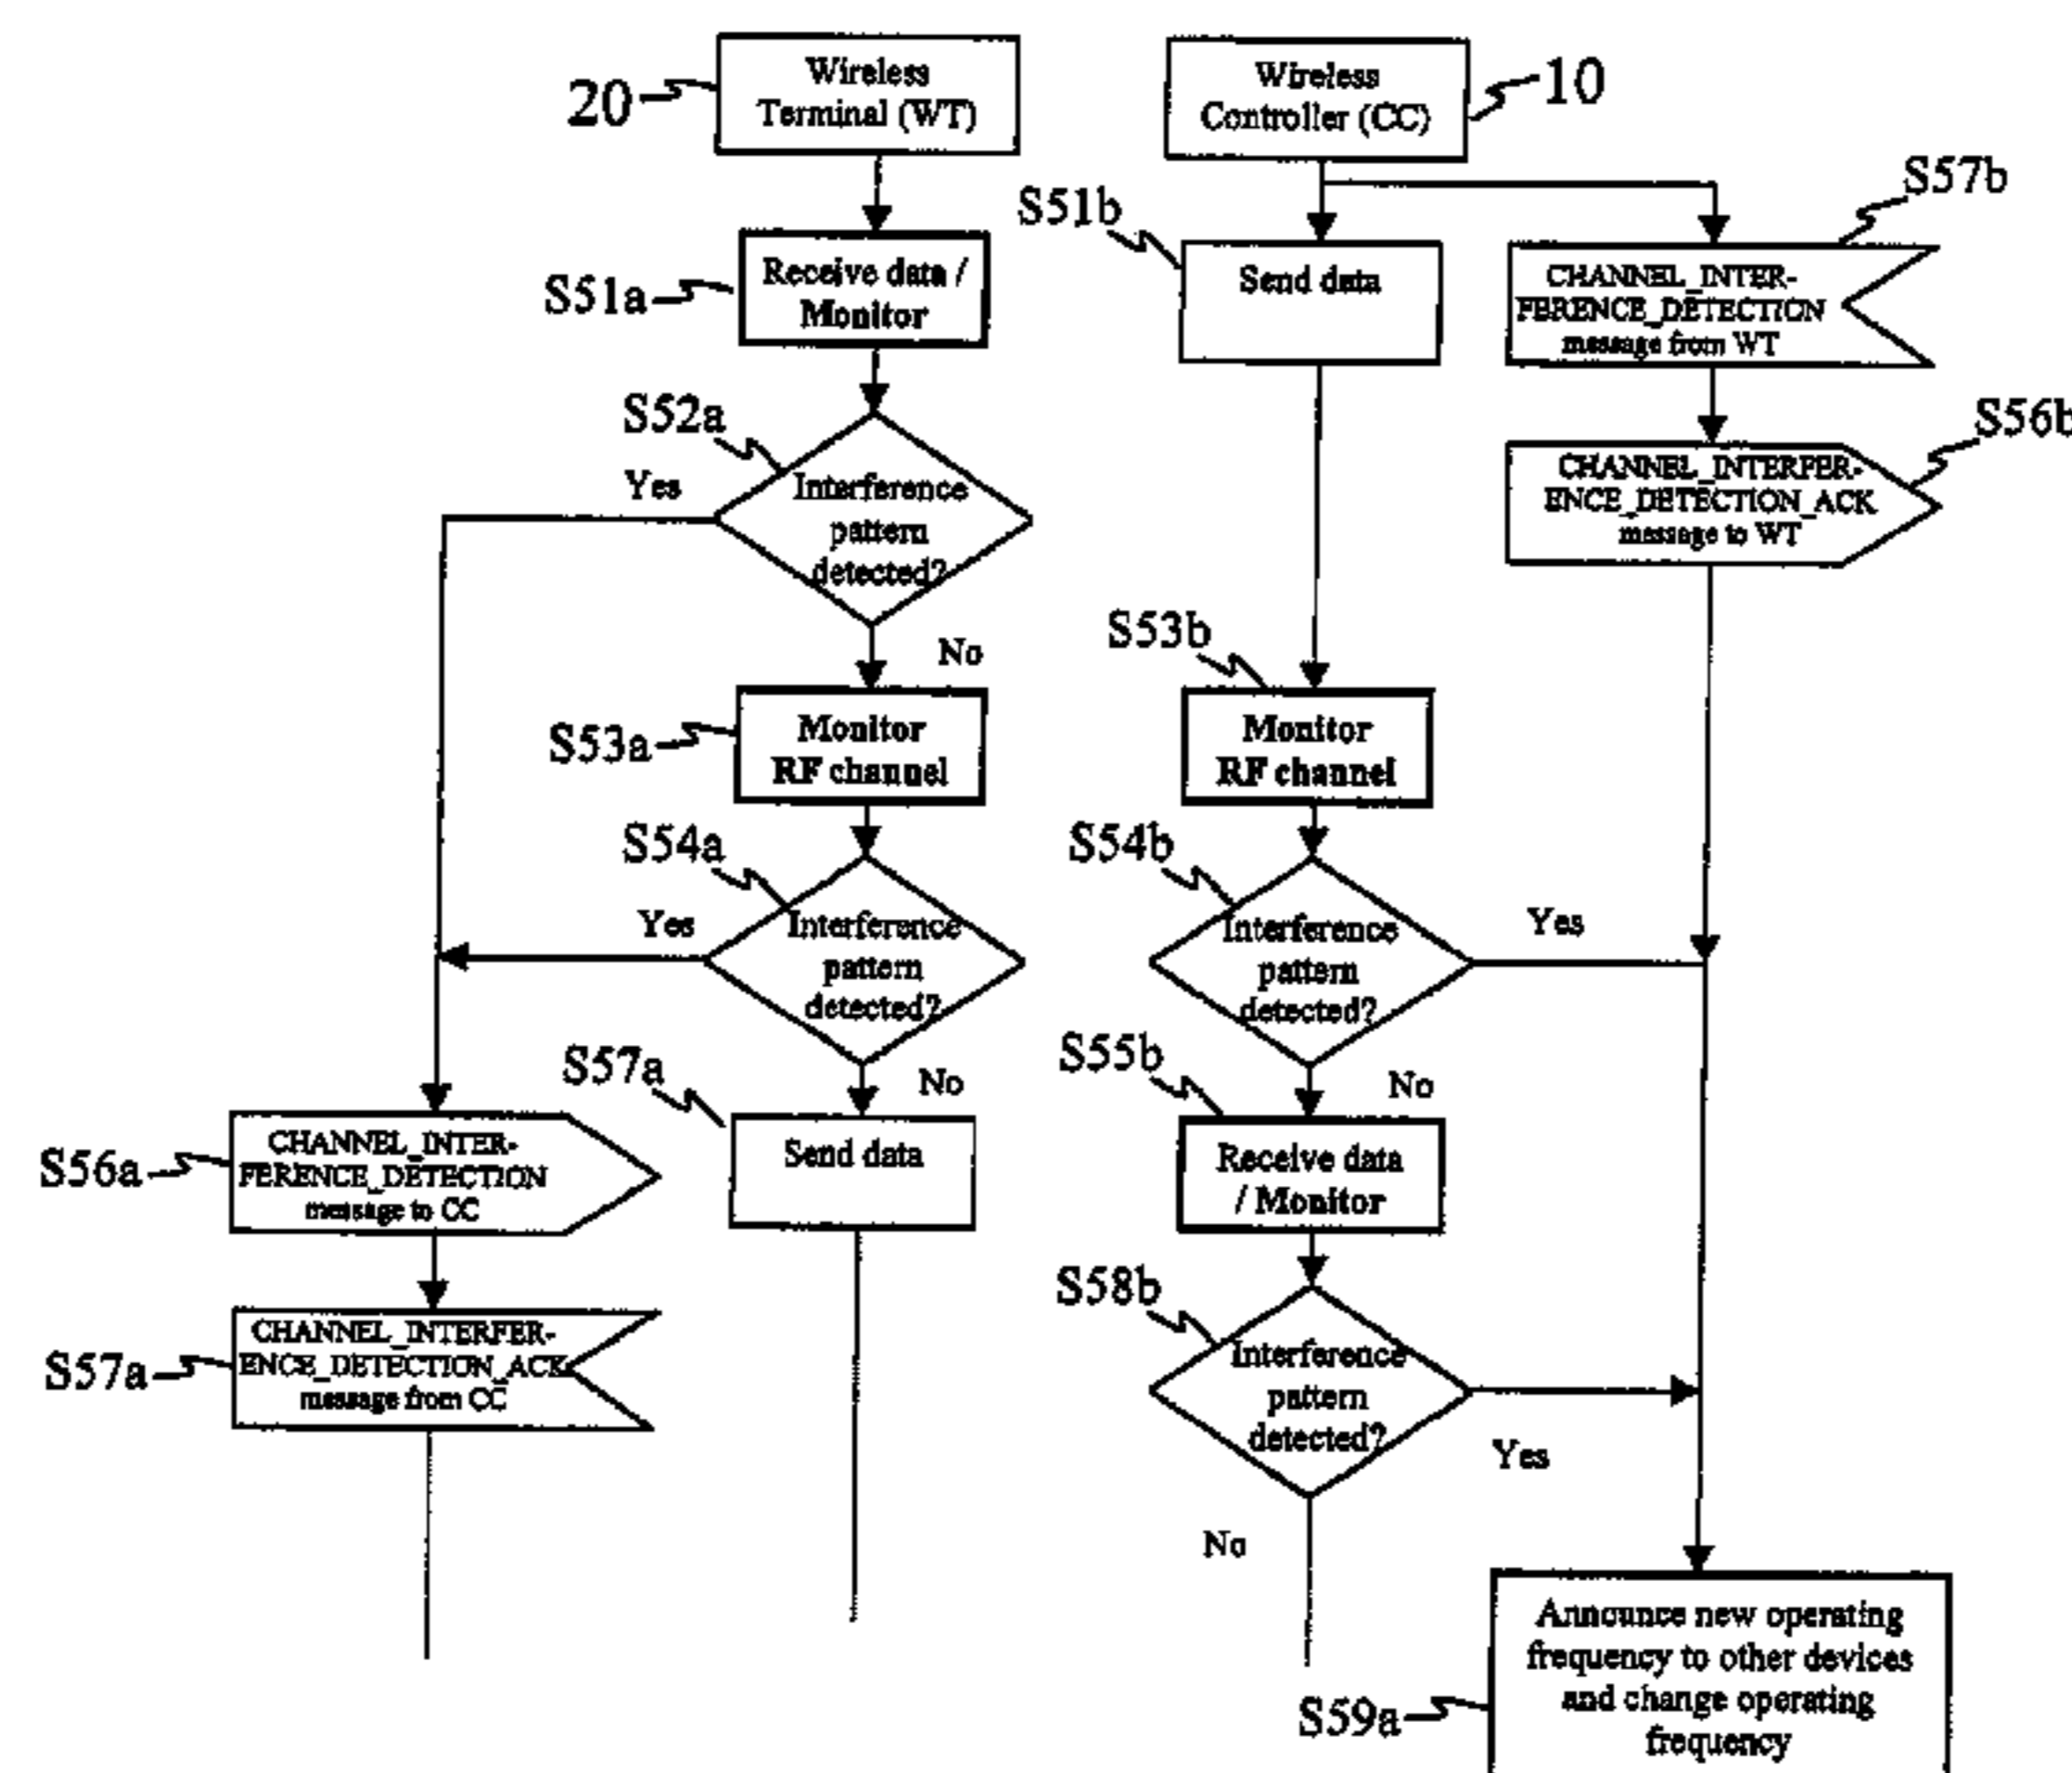 20
Wireless
Terminal (WT)
Wireless
Controller (CC)
10
S51a
Receive data /
Monitor
S51b
Send data
S57b
CHANNEL_INTER-
FERENCE_DETECTION
message from WT
S52a
Yes
Interference
pattern
detected?
No
S56b
CHANNEL_INTERFER-
ENCE_DETECTION_ACK
message to WT
S53a
Monitor
RF channel
S53b
Monitor
RF channel
S54a
Yes
Interference
pattern
detected?
No
S54b
Interference
pattern
detected?
Yes
No
S56a
CHANNEL_INTER-
FERENCE_DETECTION
message to CC
S57a
Send data
S55b
Receive data
/ Monitor
S57a
CHANNEL_INTERFER-
ENCE_DETECTION_ACK
message from CC
S58b
Interference
pattern
detected?
Yes
No
S59a
Announce new operating
frequency to other devices
and change operating
frequency